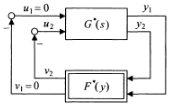 u₁=0
G*(s)
y₁
u₂
y₂
v₂
v₁=0
F*(y)